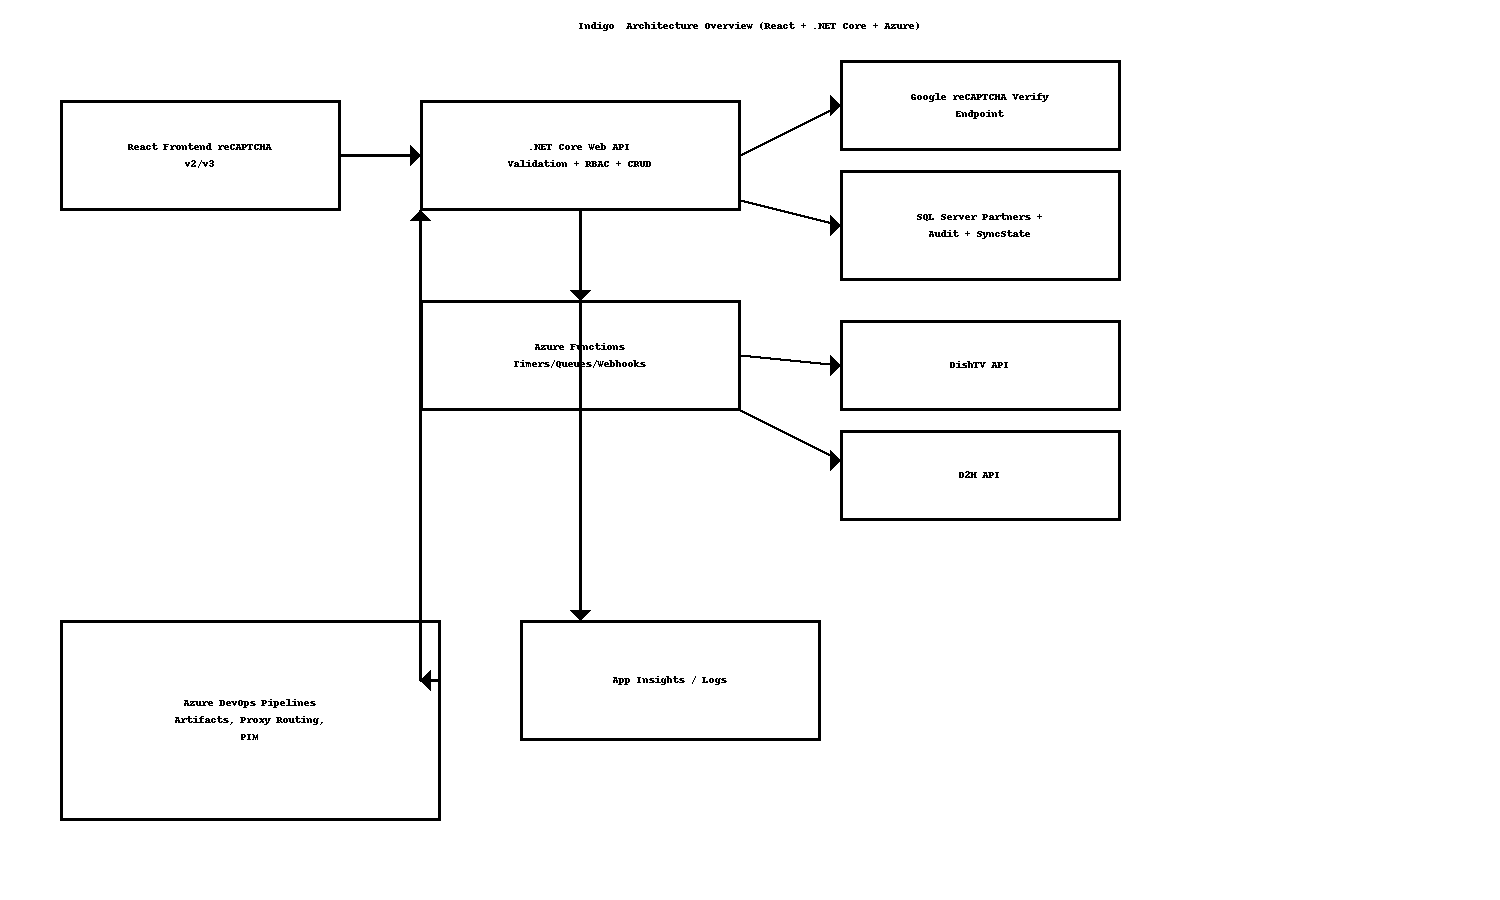 Indigo  Architecture Overview (React + .NET Core + Azure)
Google reCAPTCHA Verify
Endpoint
React Frontend reCAPTCHA
v2/v3
.NET Core Web API
Validation + RBAC + CRUD
SQL Server Partners +
Audit + SyncState
Azure Functions
Timers/Queues/Webhooks
DishTV API
D2H API
App Insights / Logs
Azure DevOps Pipelines
Artifacts, Proxy Routing,
PIM